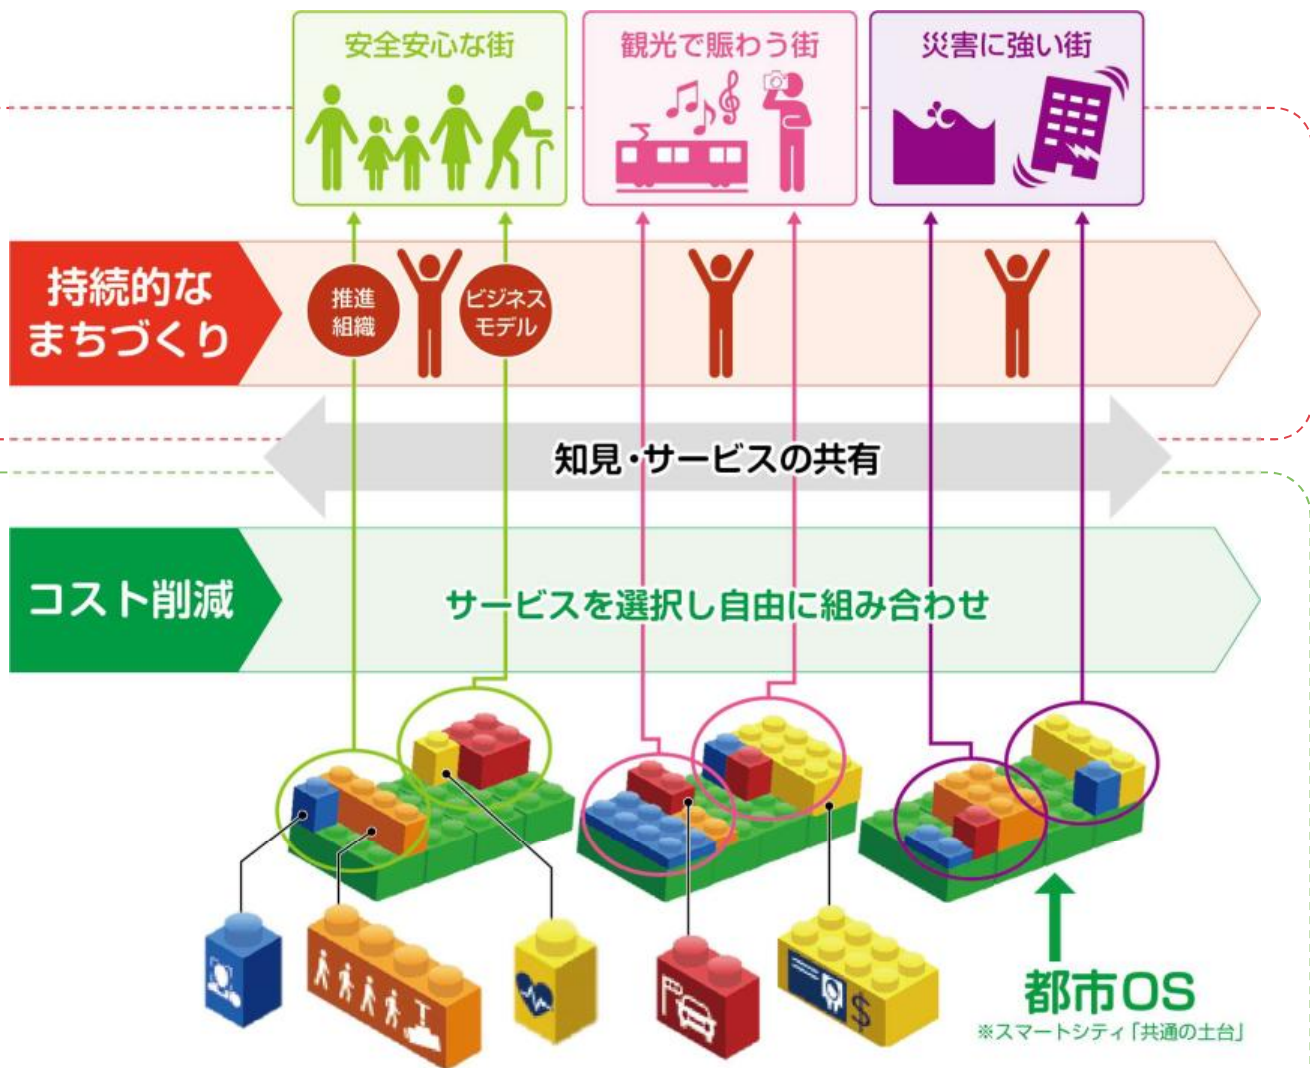 安全安心な街
観光で賑わう街
災害に強い街
持続的な
まちづくり
推進
組織
ビジネス
モデル
知見・サービスの共有
コスト削減
サービスを選択し自由に組み合わせ
$
都市OS
※スマートシティ「共通の土台」